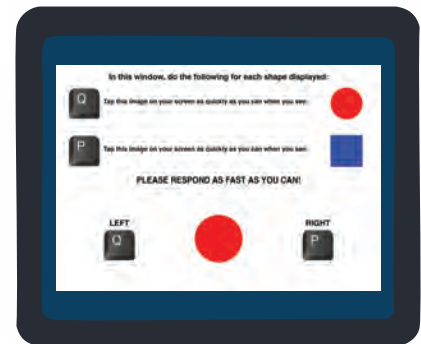 In this window, do the following for each shape displayed:
Q Tap this image on your screen as quickly as you can when you see:
P Tap this image on your screen as quickly as you can when you see:
PLEASE RESPOND AS FAST AS YOU CAN!
LEFT RIGHT
Q P